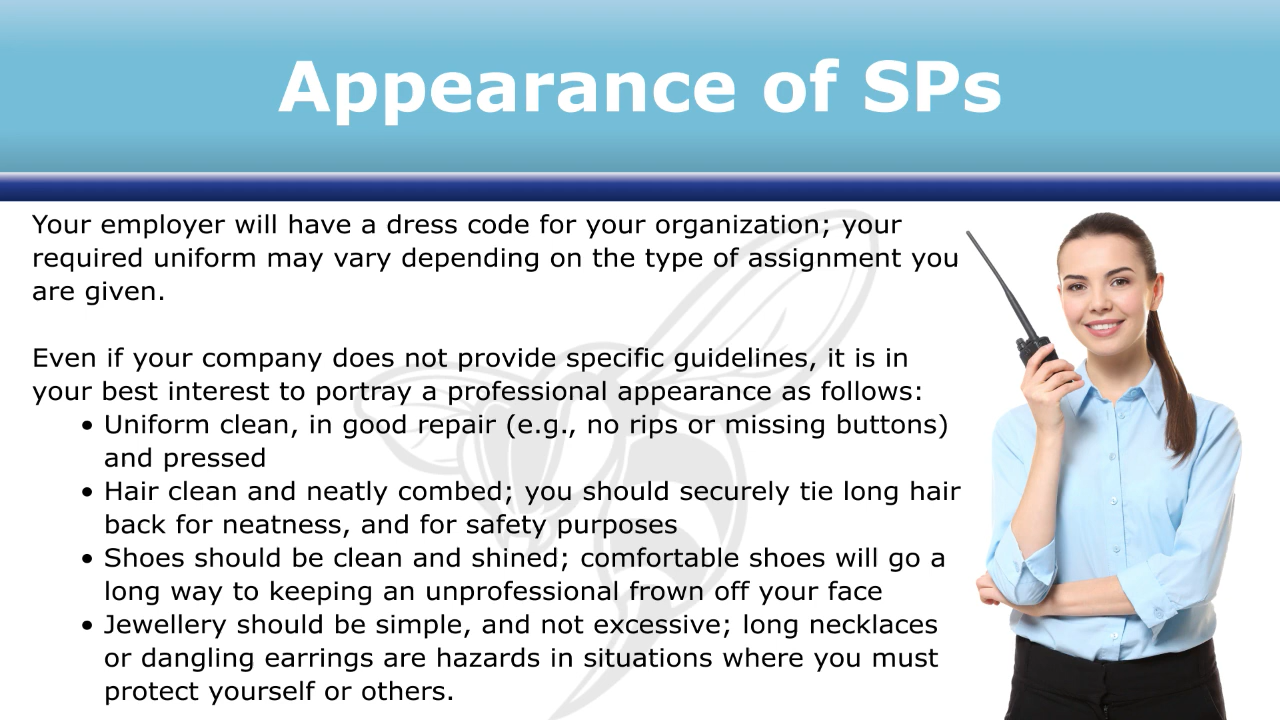 Appearance of SPs
Your employer will have a dress code for your organization; your
required uniform may vary depending on the type of assignment you
are given.
Even if your company does not provide specific guidelines, it is in
your best interest to portray a professional appearance as follows:
• Uniform clean, in good repair (e.g., no rips or missing buttons)
and pressed
• Hair clean and neatly combed; you should securely tie long hair
back for neatness, and for safety purposes
• Shoes should be clean and shined; comfortable shoes will go a
long way to keeping an unprofessional frown off your face
• Jewellery should be simple, and not excessive; long necklaces
or dangling earrings are hazards in situations where you must
protect yourself or others.